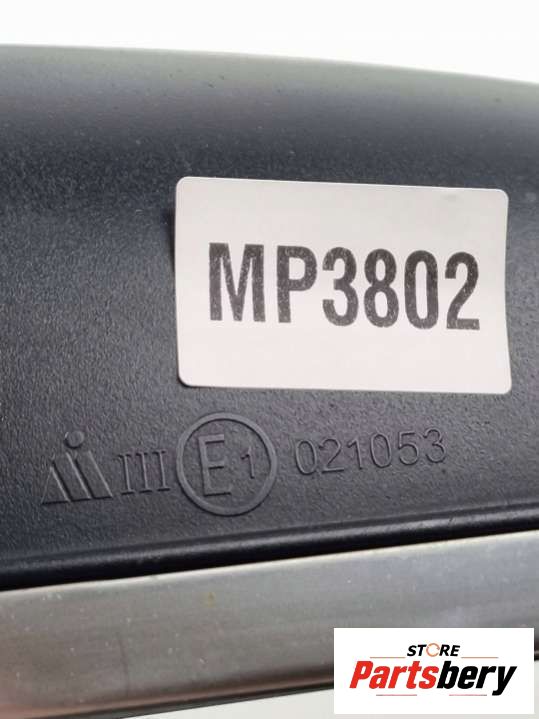 MP3802
III E1 021053
STORE
Partsbery